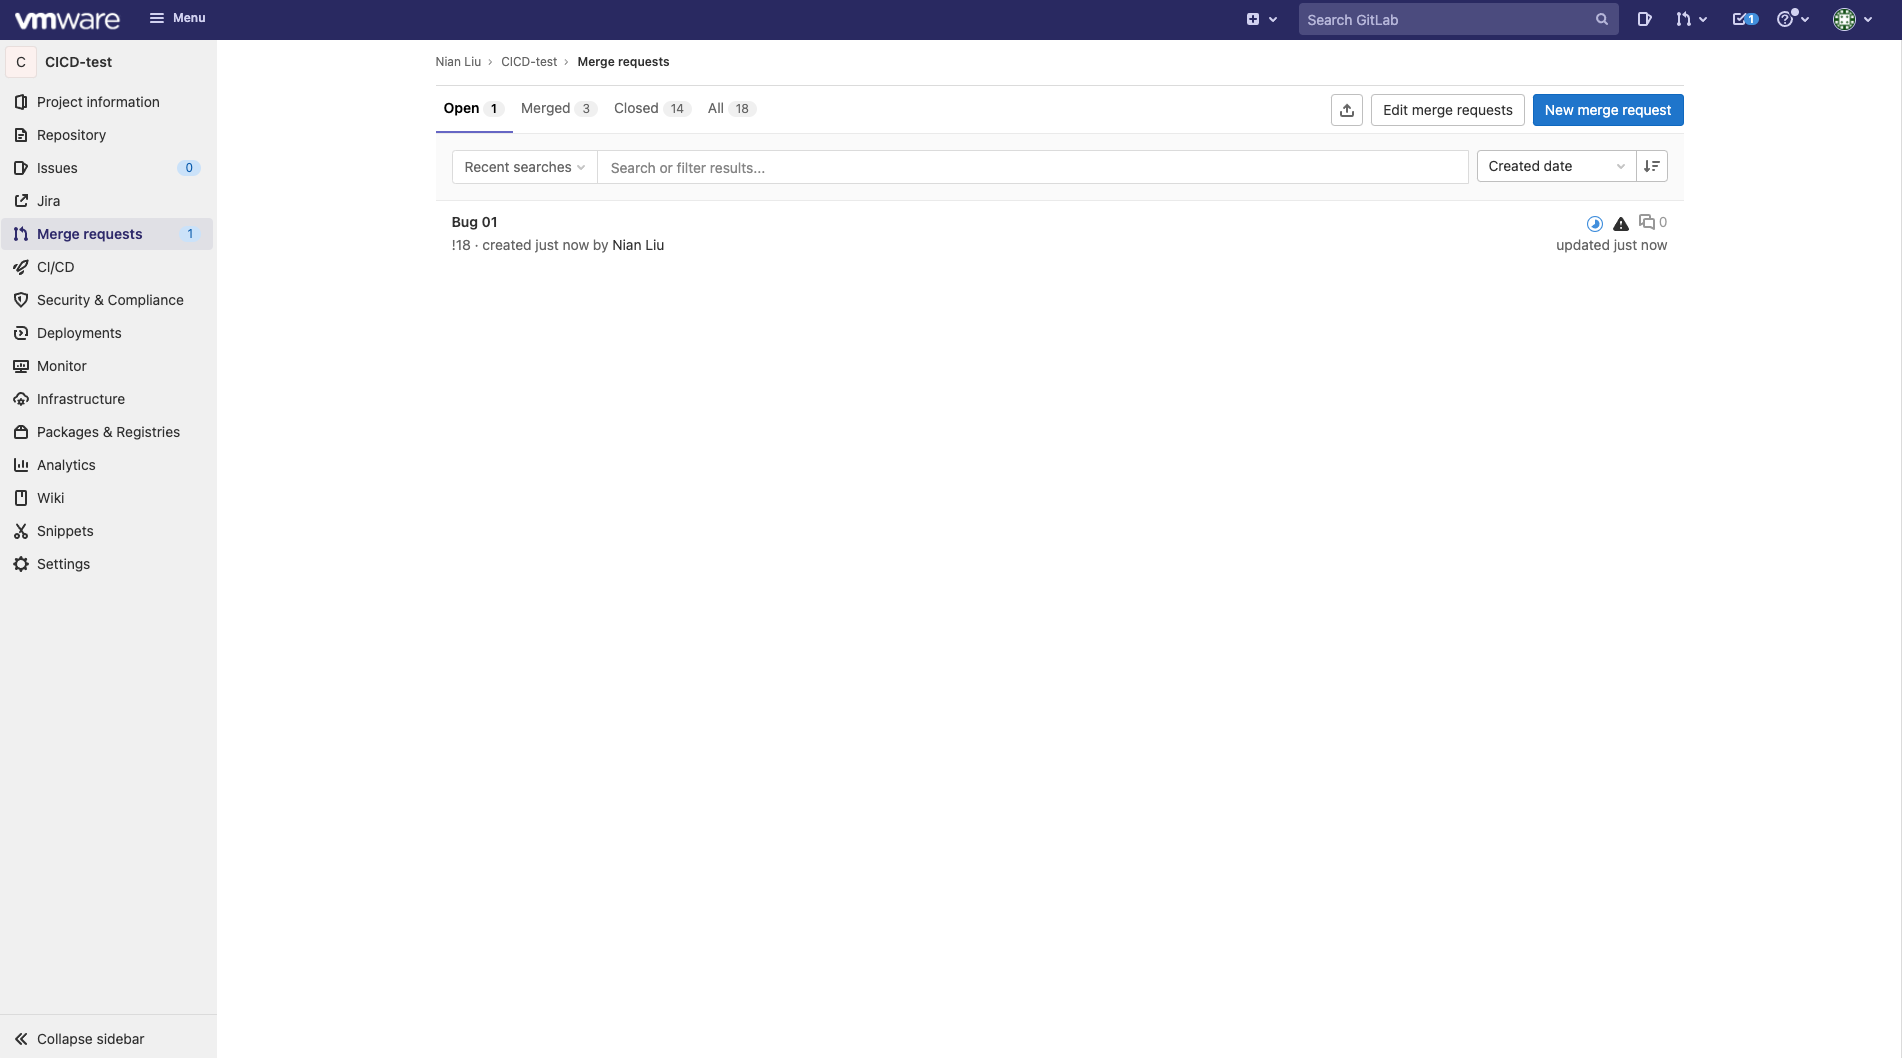 vmware
Menu
Search GitLab
1
C
CICD-test
Project information
Repository
Issues 0
Jira
Merge requests 1
CI/CD
Security & Compliance
Deployments
Monitor
Infrastructure
Packages & Registries
Analytics
Wiki
Snippets
Settings
Collapse sidebar
Nian Liu › CICD-test › Merge requests
Open 1 Merged 3 Closed 14 All 18
Edit merge requests
New merge request
Recent searches
Search or filter results...
Created date
Bug 01
0
!18 · created just now by Nian Liu
updated just now